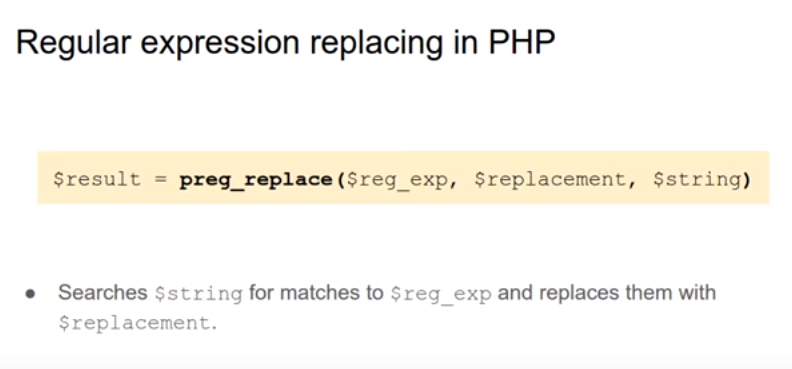 Regular expression replacing in PHP
$result = preg_replace($reg_exp, $replacement, $string)
● Searches $string for matches to $reg_exp and replaces them with
$replacement.